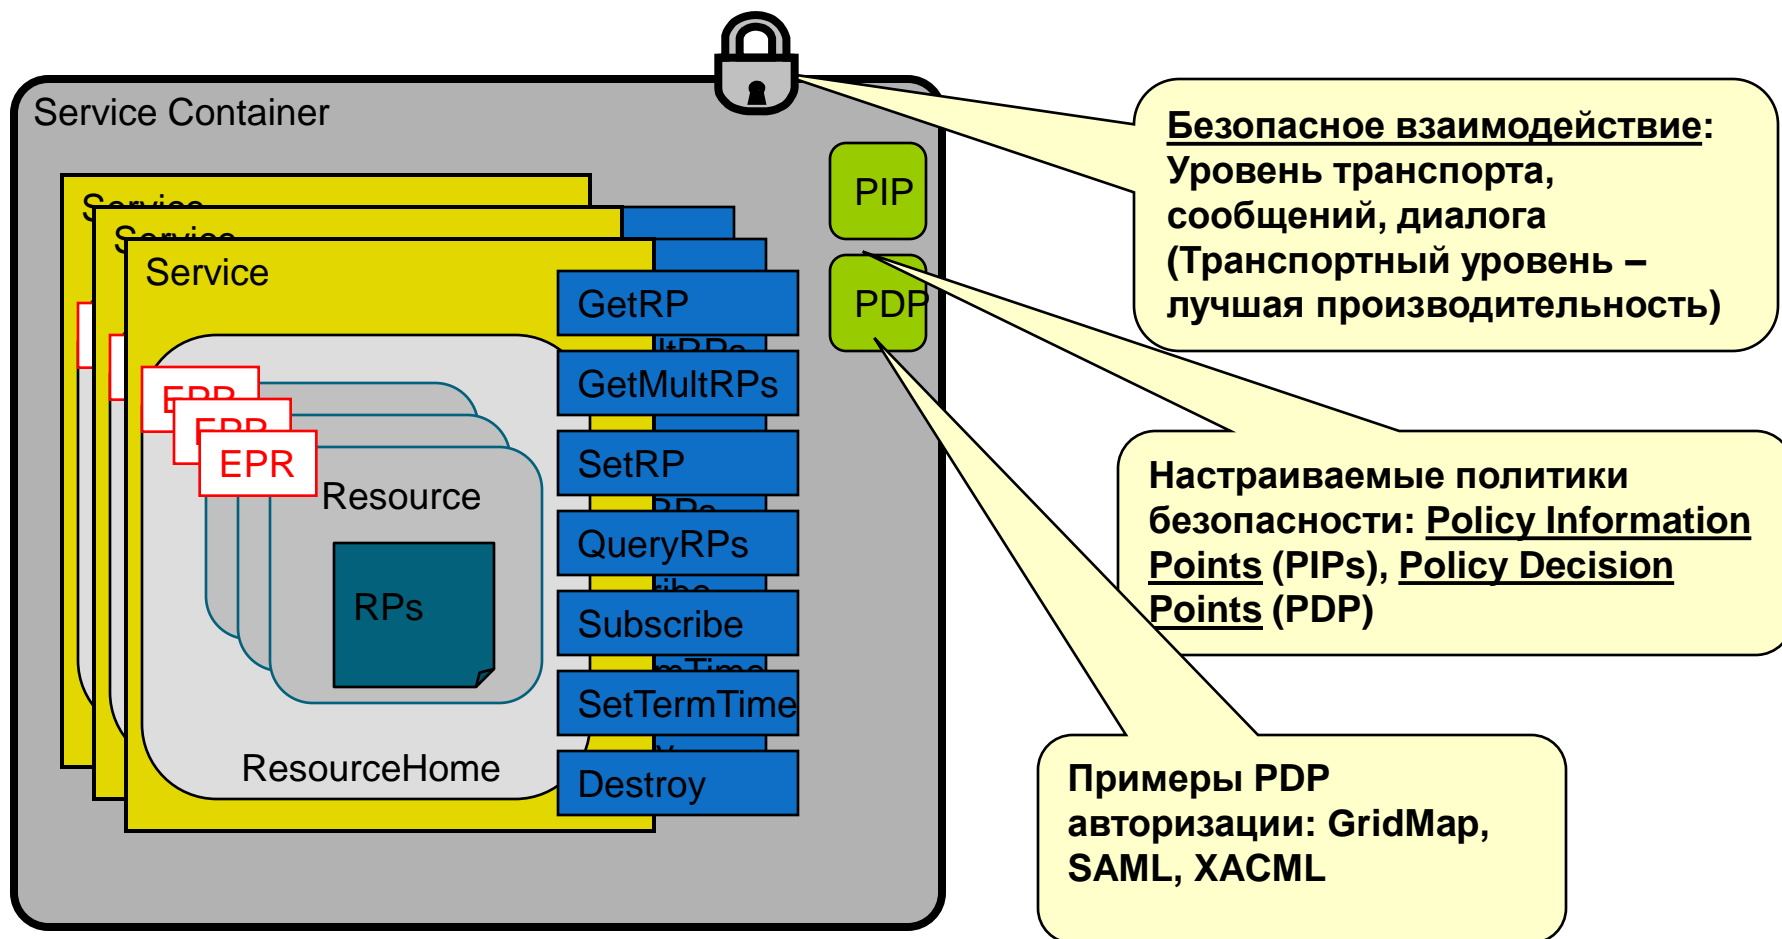 Service Container
Service
Service
Service
GetRP
GetMultRPs
SetRP
QueryRPs
Subscribe
SetTermTime
Destroy
EPR
EPR
EPR
Resource
RPs
ResourceHome
PIP
PDP
Безопасное взаимодействие:
Уровень транспорта,
сообщений, диалога
(Транспортный уровень –
лучшая производительность)
Настраиваемые политики
безопасности: Policy Information
Points (PIPs), Policy Decision
Points (PDP)
Примеры PDP
авторизации: GridMap,
SAML, XACML